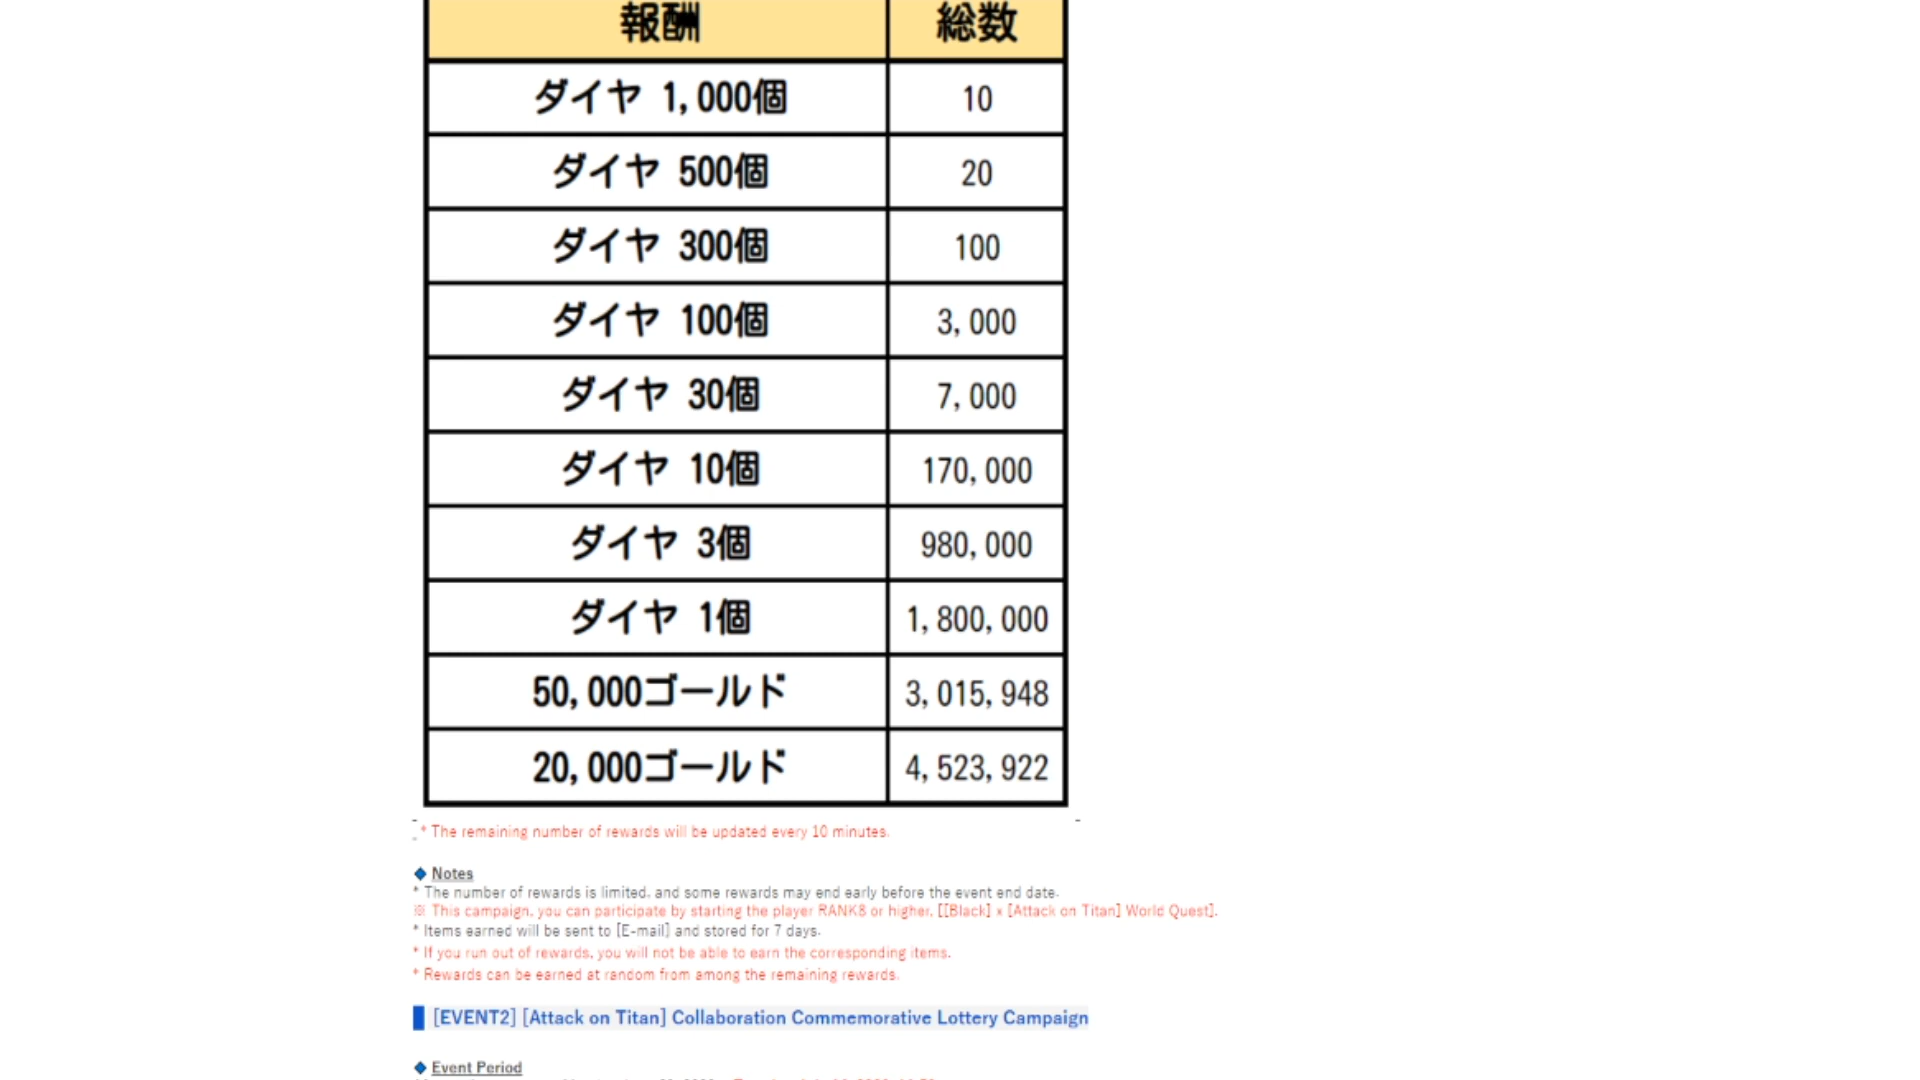 報酬 総数
ダイヤ 1,000個 10
ダイヤ 500個 20
ダイヤ 300個 100
ダイヤ 100個 3,000
ダイヤ 30個 7,000
ダイヤ 10個 170,000
ダイヤ 3個 980,000
ダイヤ 1個 1,800,000
50,000ゴールド 3,015,948
20,000ゴールド 4,523,922
* The remaining number of rewards will be updated every 10 minutes.
◆ Notes
* The number of rewards is limited, and some rewards may end early before the event end date.
※ This campaign, you can participate by starting the player RANK8 or higher, [[Black] x [Attack on Titan] World Quest].
* Items earned will be sent to [E-mail] and stored for 7 days.
* If you run out of rewards, you will not be able to earn the corresponding items.
* Rewards can be earned at random from among the remaining rewards.
[EVENT2] [Attack on Titan] Collaboration Commemorative Lottery Campaign
◆ Event Period